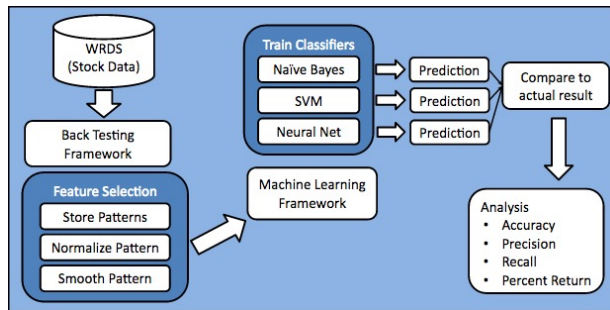 WRDS
(Stock Data)
Back Testing
Framework
Feature Selection
Store Patterns
Normalize Pattern
Smooth Pattern
Machine Learning
Framework
Train Classifiers
Naïve Bayes
SVM
Neural Net
Prediction
Prediction
Prediction
Compare to
actual result
Analysis
• Accuracy
• Precision
• Recall
• Percent Return